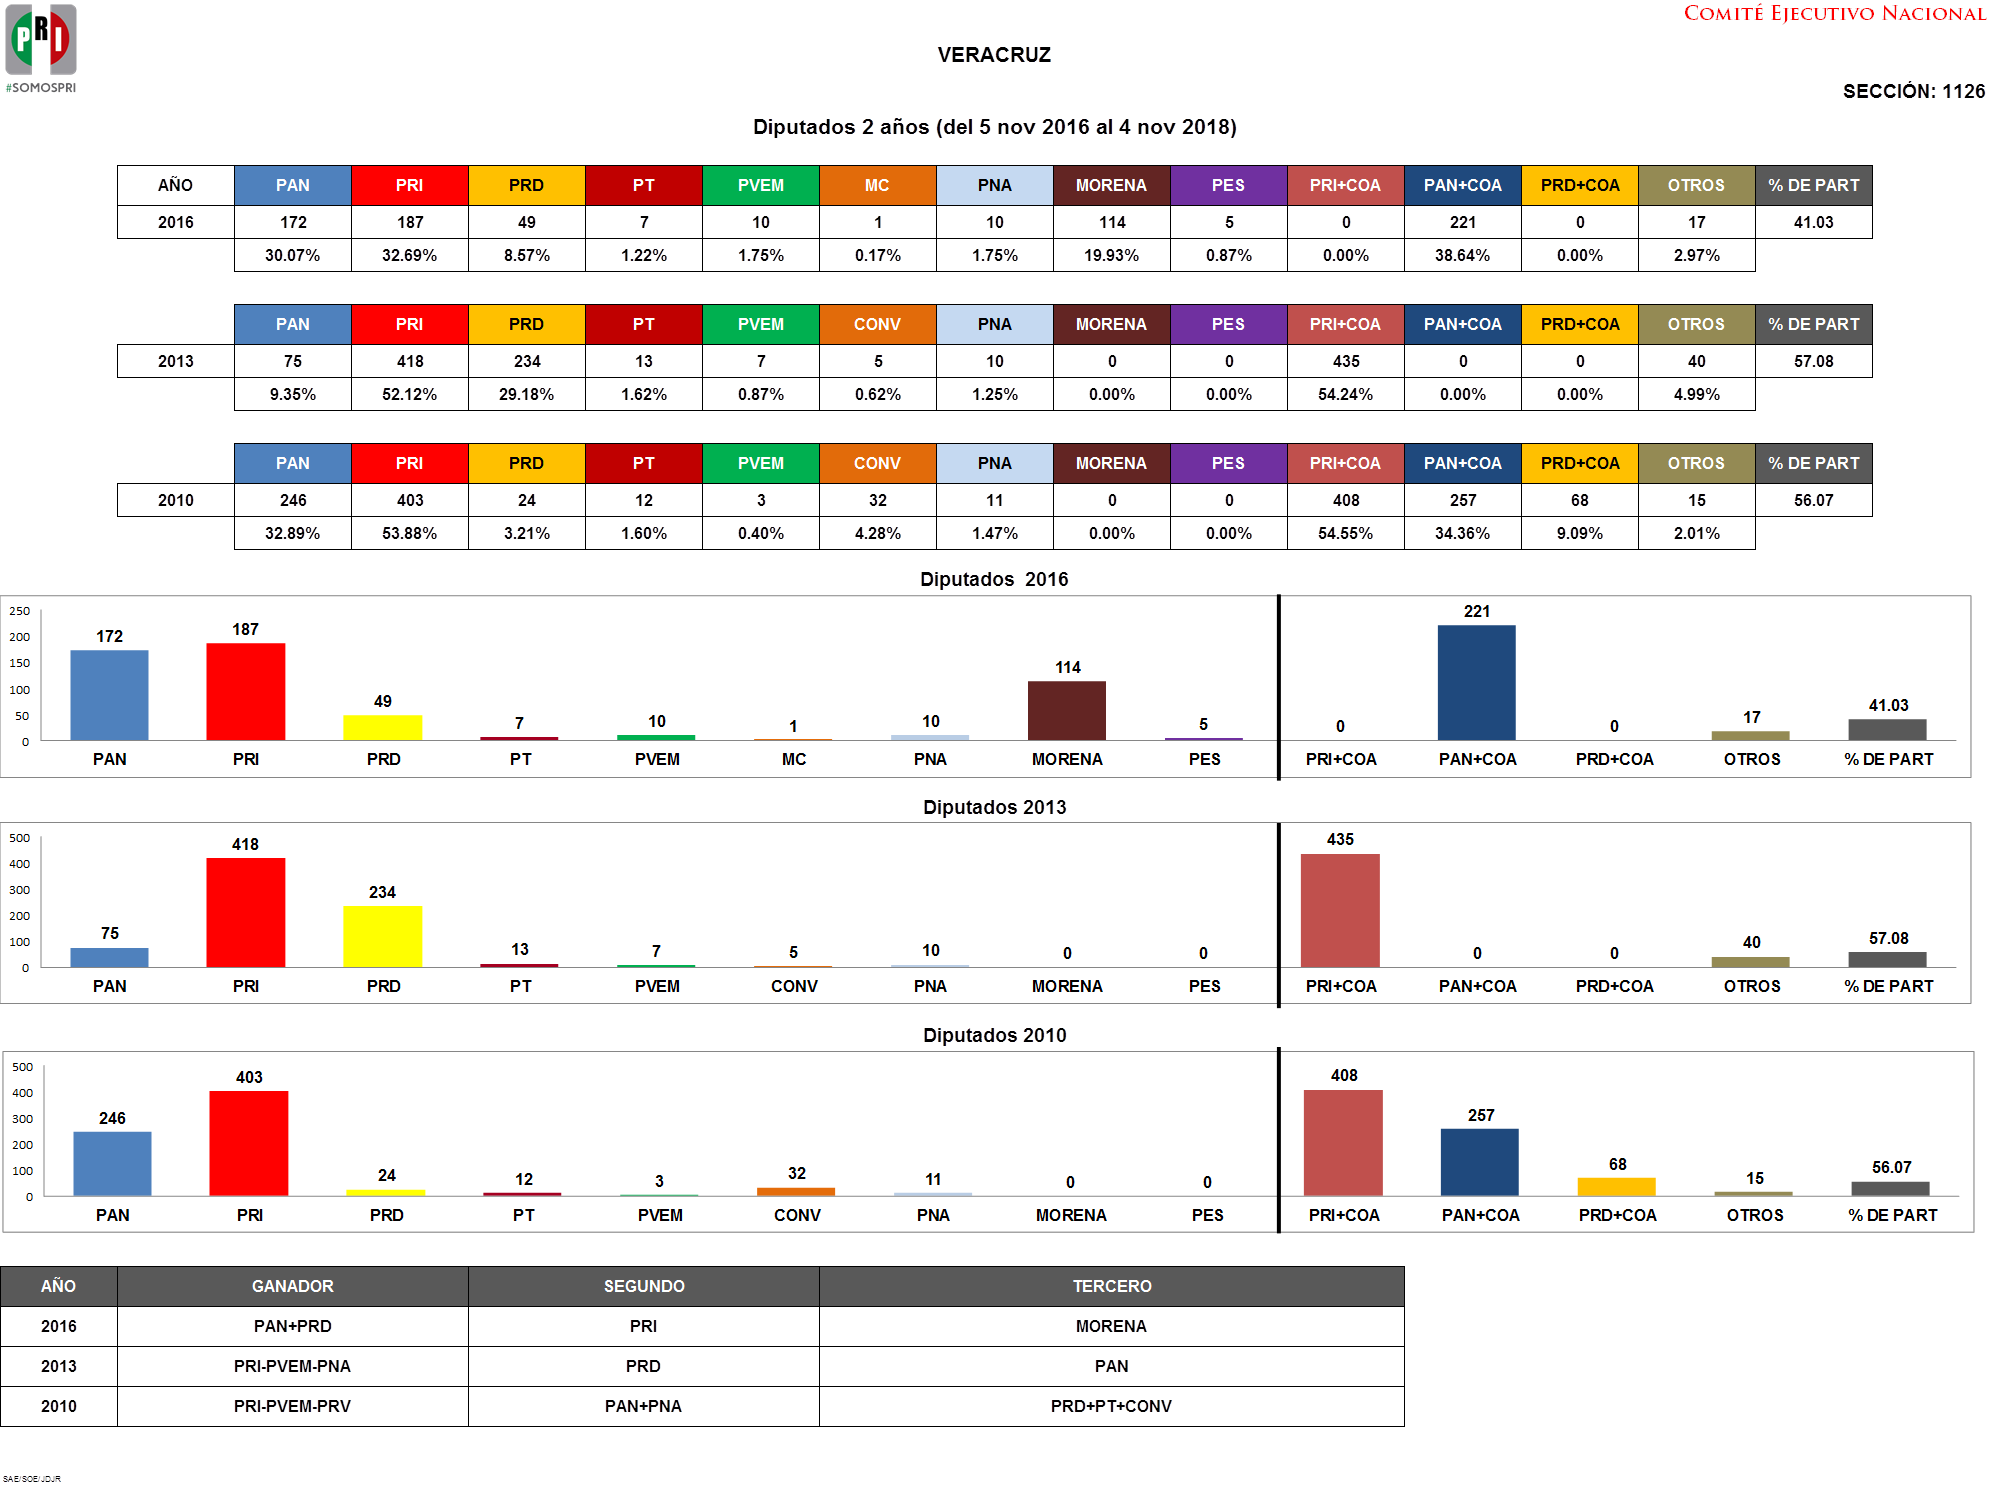 PRI
#SOMOSPRI
COMITÉ EJECUTIVO NACIONAL
VERACRUZ
SECCIÓN: 1126
Diputados 2 años (del 5 nov 2016 al 4 nov 2018)
AÑO PAN PRI PRD PT PVEM MC PNA MORENA PES PRI+COA PAN+COA PRD+COA OTROS % DE PART
2016 172 187 49 7 10 1 10 114 5 0 221 0 17 41.03
30.07% 32.69% 8.57% 1.22% 1.75% 0.17% 1.75% 19.93% 0.87% 0.00% 38.64% 0.00% 2.97%
PAN PRI PRD PT PVEM CONV PNA MORENA PES PRI+COA PAN+COA PRD+COA OTROS % DE PART
2013 75 418 234 13 7 5 10 0 0 435 0 0 40 57.08
9.35% 52.12% 29.18% 1.62% 0.87% 0.62% 1.25% 0.00% 0.00% 54.24% 0.00% 0.00% 4.99%
PAN PRI PRD PT PVEM CONV PNA MORENA PES PRI+COA PAN+COA PRD+COA OTROS % DE PART
2010 246 403 24 12 3 32 11 0 0 408 257 68 15 56.07
32.89% 53.88% 3.21% 1.60% 0.40% 4.28% 1.47% 0.00% 0.00% 54.55% 34.36% 9.09% 2.01%
Diputados 2016
250
200
150
100
50
0
172 187 49 7 10 1 10 114 5 0 221 0 17 41.03
PAN PRI PRD PT PVEM MC PNA MORENA PES PRI+COA PAN+COA PRD+COA OTROS % DE PART
Diputados 2013
500
400
300
200
100
0
75 418 234 13 7 5 10 0 0 435 0 0 40 57.08
PAN PRI PRD PT PVEM CONV PNA MORENA PES PRI+COA PAN+COA PRD+COA OTROS % DE PART
Diputados 2010
500
400
300
200
100
0
246 403 24 12 3 32 11 0 0 408 257 68 15 56.07
PAN PRI PRD PT PVEM CONV PNA MORENA PES PRI+COA PAN+COA PRD+COA OTROS % DE PART
AÑO GANADOR SEGUNDO TERCERO
2016 PAN+PRD PRI MORENA
2013 PRI-PVEM-PNA PRD PAN
2010 PRI-PVEM-PRV PAN+PNA PRD+PT+CONV
SAE/SOE/JDJR